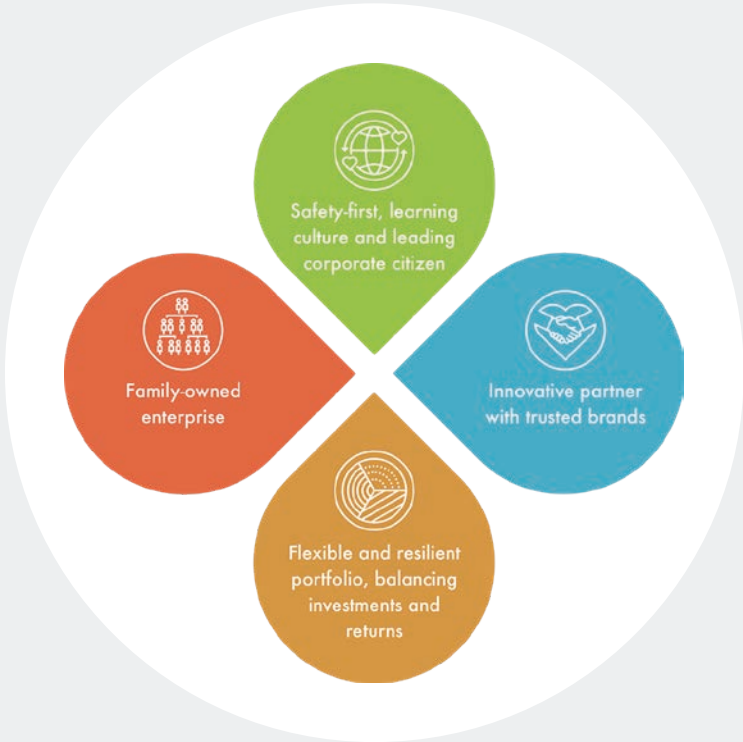 Safety-first, learning
culture and leading
corporate citizen
Family-owned
enterprise
Innovative partner
with trusted brands
Flexible and resilient
portfolio, balancing
investments and
returns